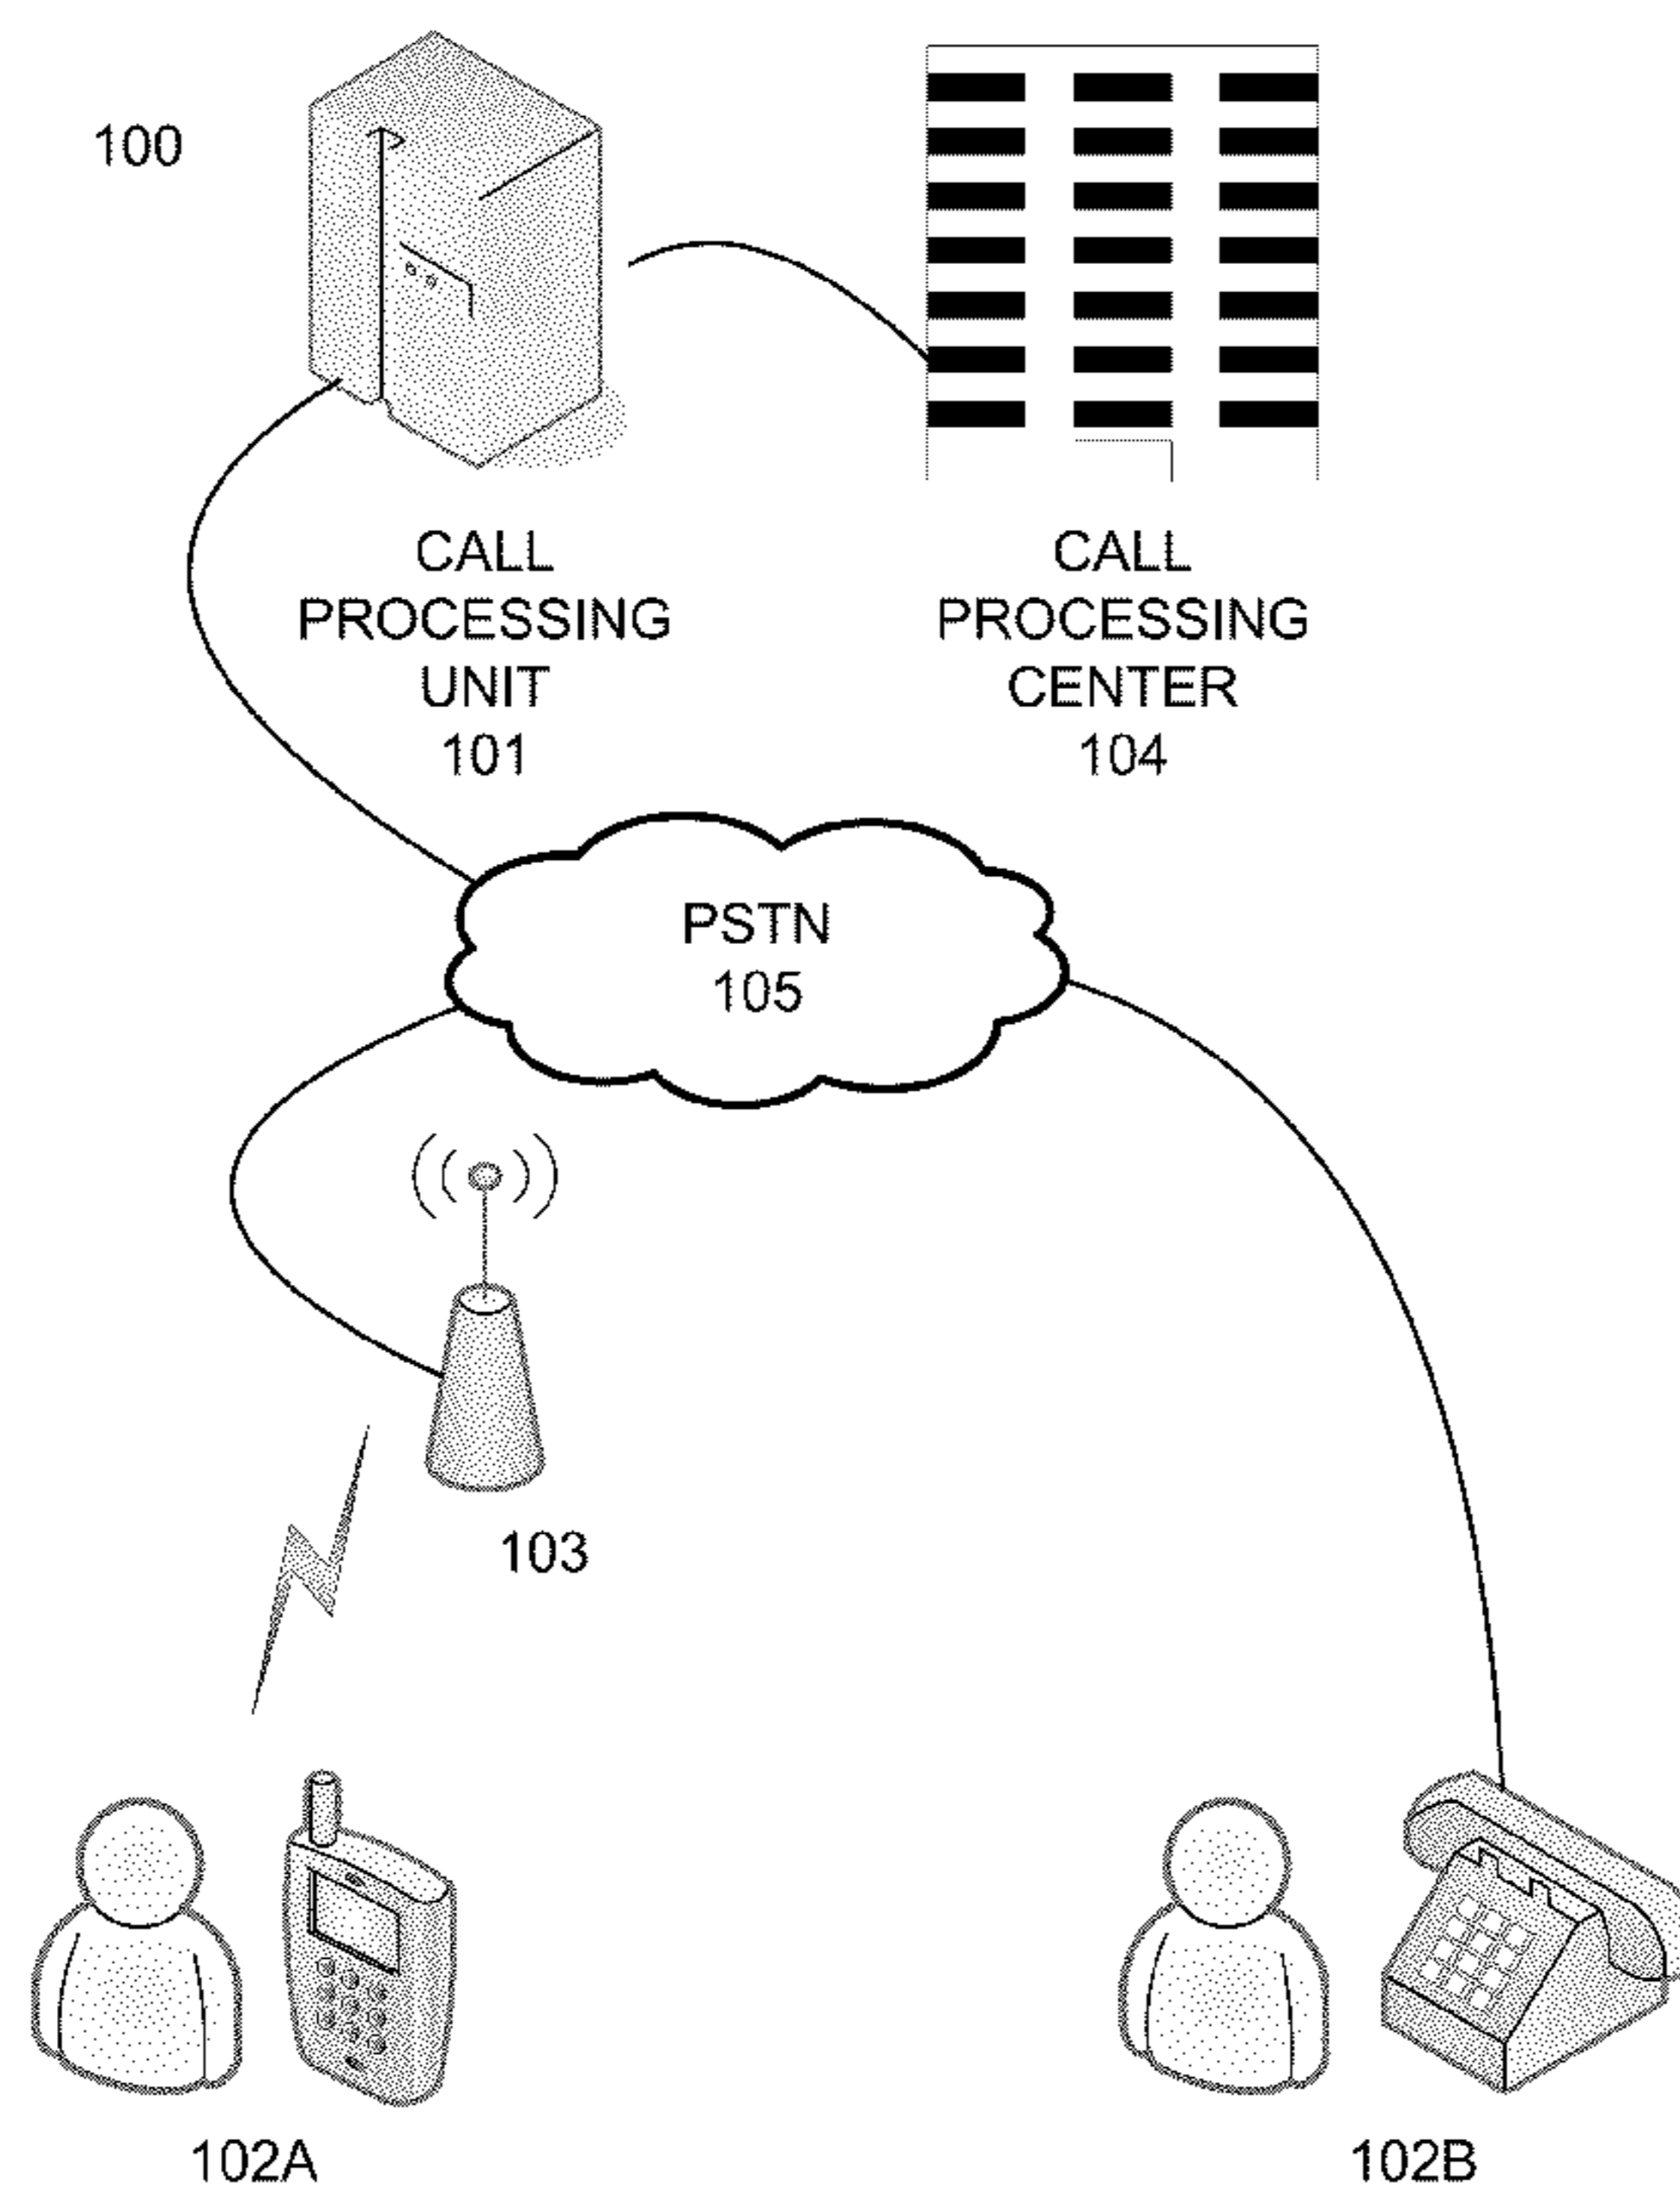 100
CALL
PROCESSING
UNIT
101
CALL
PROCESSING
CENTER
104
PSTN
105
103
102A
102B